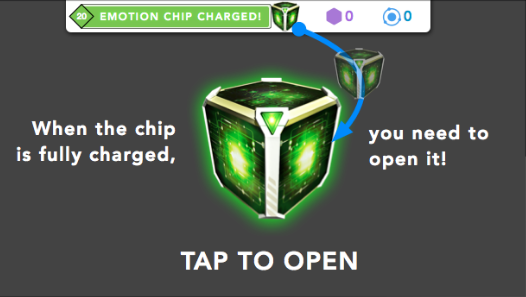 20 EMOTION CHIP CHARGED! 0 0
When the chip
is fully charged,
you need to
open it!
TAP TO OPEN